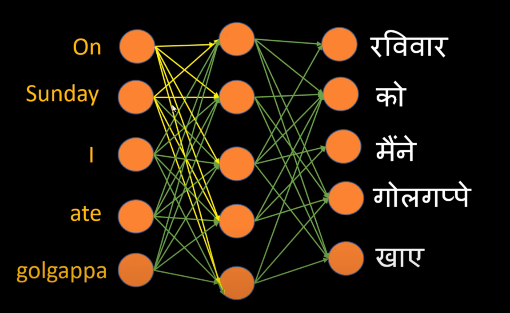 On
Sunday
I
ate
golgappa
रविवार
को
मैंने
गोलगप्पे
खाए